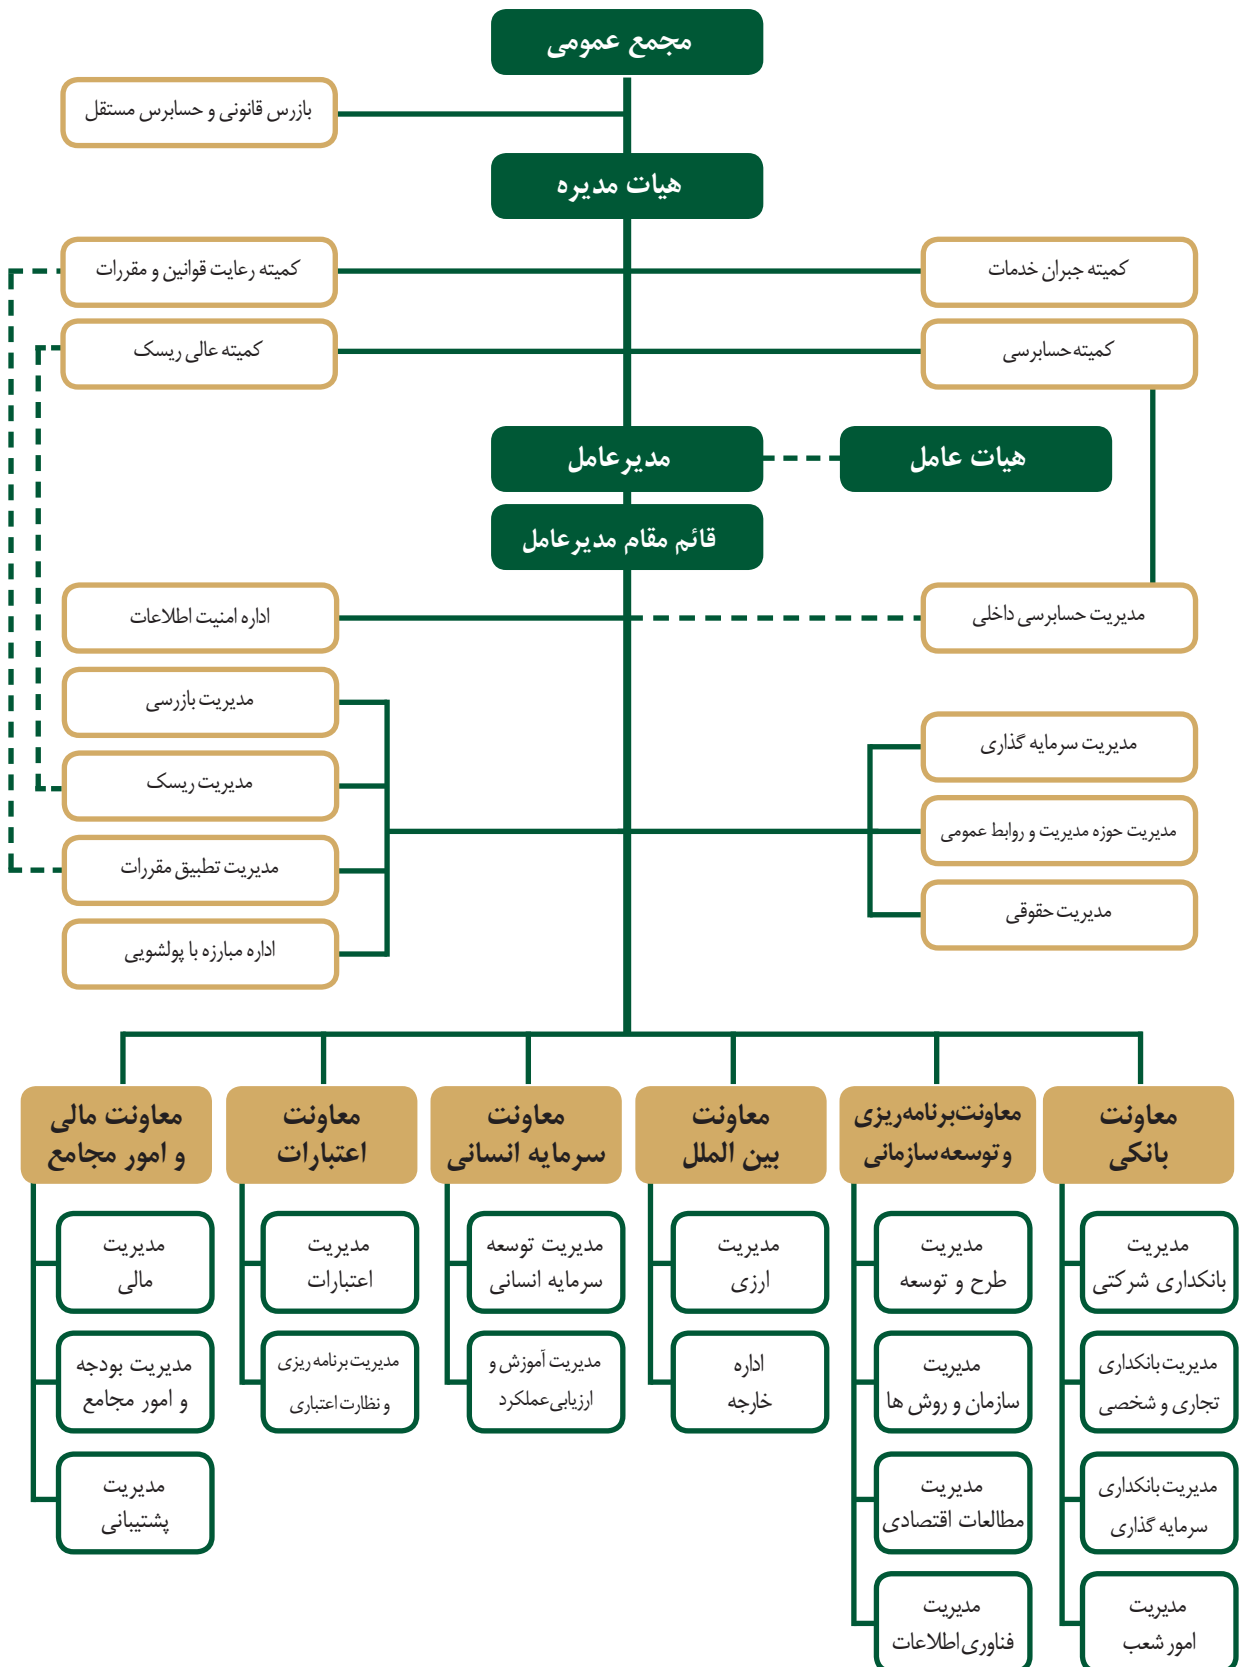 مجمع عمومی
بازرس قانونی و حسابرس مستقل
هیات مدیره
کمیته جبران خدمات
کمیته رعایت قوانین و مقررات
کمیته حسابرسی
کمیته عالی ریسک
هیات عامل
مدیرعامل
قائم مقام مدیرعامل
مدیریت حسابرسی داخلی
اداره امنیت اطلاعات
مدیریت بازرسی
مدیریت ریسک
مدیریت تطبیق مقررات
اداره مبارزه با پولشویی
مدیریت سرمایه گذاری
مدیریت حوزه مدیریت و روابط عمومی
مدیریت حقوقی
معاونت
بانکی
مدیریت
بانکداری شرکتی
مدیریت بانکداری
تجاری و شخصی
مدیریت بانکداری
سرمایه گذاری
مدیریت
امور شعب
معاونت برنامه ریزی
و توسعه سازمانی
مدیریت
طرح و توسعه
مدیریت
سازمان و روش ها
مدیریت
مطالعات اقتصادی
مدیریت
فناوری اطلاعات
معاونت
بین الملل
مدیریت
ارزی
اداره
خارجه
معاونت
سرمایه انسانی
مدیریت توسعه
سرمایه انسانی
مدیریت آموزش و
ارزیابی عملکرد
معاونت
اعتبارات
مدیریت
اعتبارات
مدیریت برنامه ریزی
و نظارت اعتباری
معاونت مالی
و امور مجامع
مدیریت
مالی
مدیریت بودجه
و امور مجامع
مدیریت
پشتیبانی